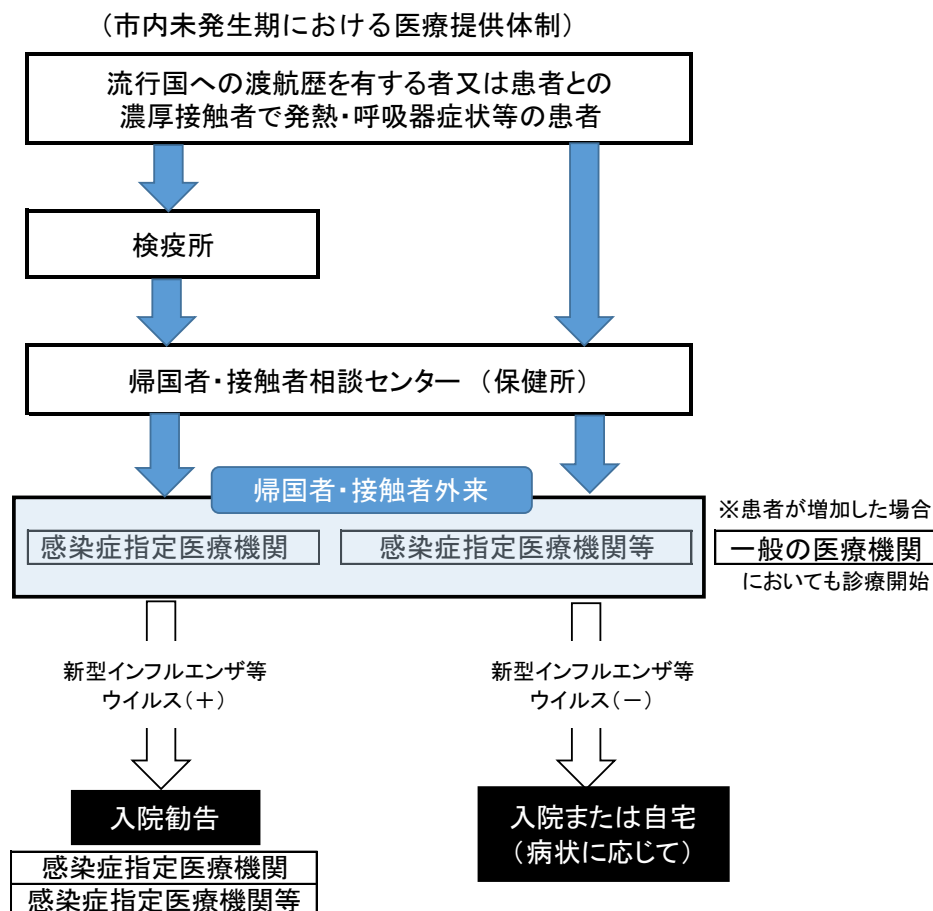 （市内未発生期における医療提供体制）
流行国への渡航歴を有する者又は患者との
濃厚接触者で発熱・呼吸器症状等の患者
検疫所
帰国者・接触者相談センター （保健所）
帰国者・接触者外来
感染症指定医療機関
感染症指定医療機関等
※患者が増加した場合
一般の医療機関
においても診療開始
新型インフルエンザ等
ウイルス（＋）
新型インフルエンザ等
ウイルス（－）
入院勧告
感染症指定医療機関
感染症指定医療機関等
入院または自宅
（病状に応じて）